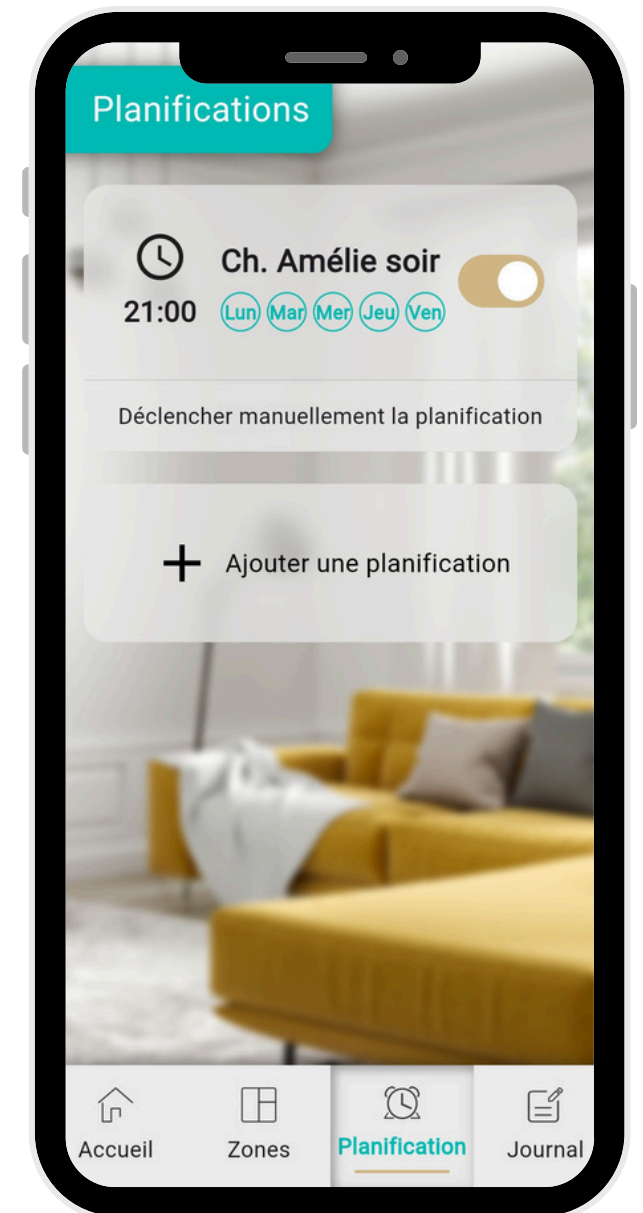 Planifications
Ch. Amélie soir
21:00
Lun Mar Mer Jeu Ven
Déclencher manuellement la planification
Ajouter une planification
Accueil
Zones
Planification
Journal